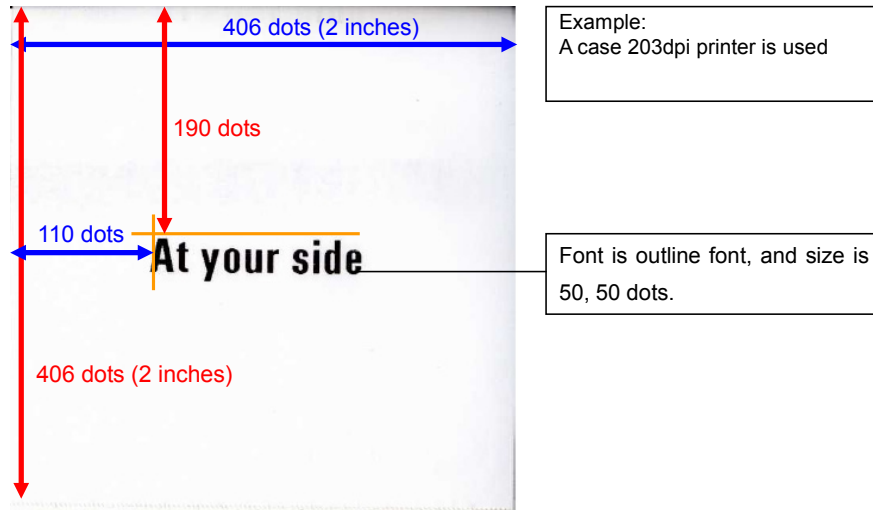 406 dots (2 inches)
Example:
A case 203dpi printer is used
190 dots
110 dots
At your side
Font is outline font, and size is
50, 50 dots.
406 dots (2 inches)